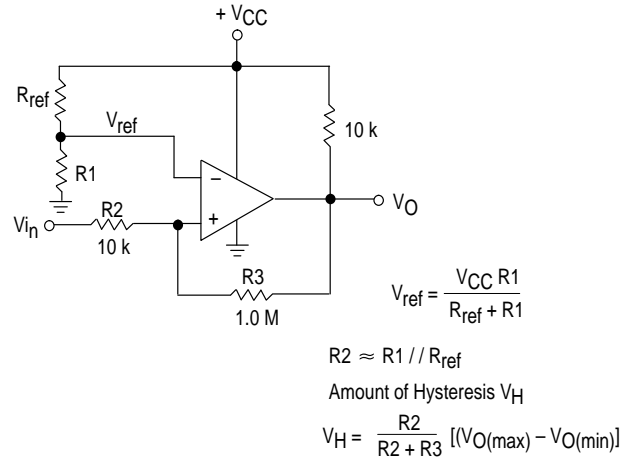 + VCC
Rref
Vref
10 k
R1
–
+
VO
Vin
R2
10 k
R3
1.0 M
Vref = VCC R1 / Rref + R1
R2 ≈ R1 // Rref
Amount of Hysteresis VH
VH = R2 / R2 + R3 [(VO(max) – VO(min)]